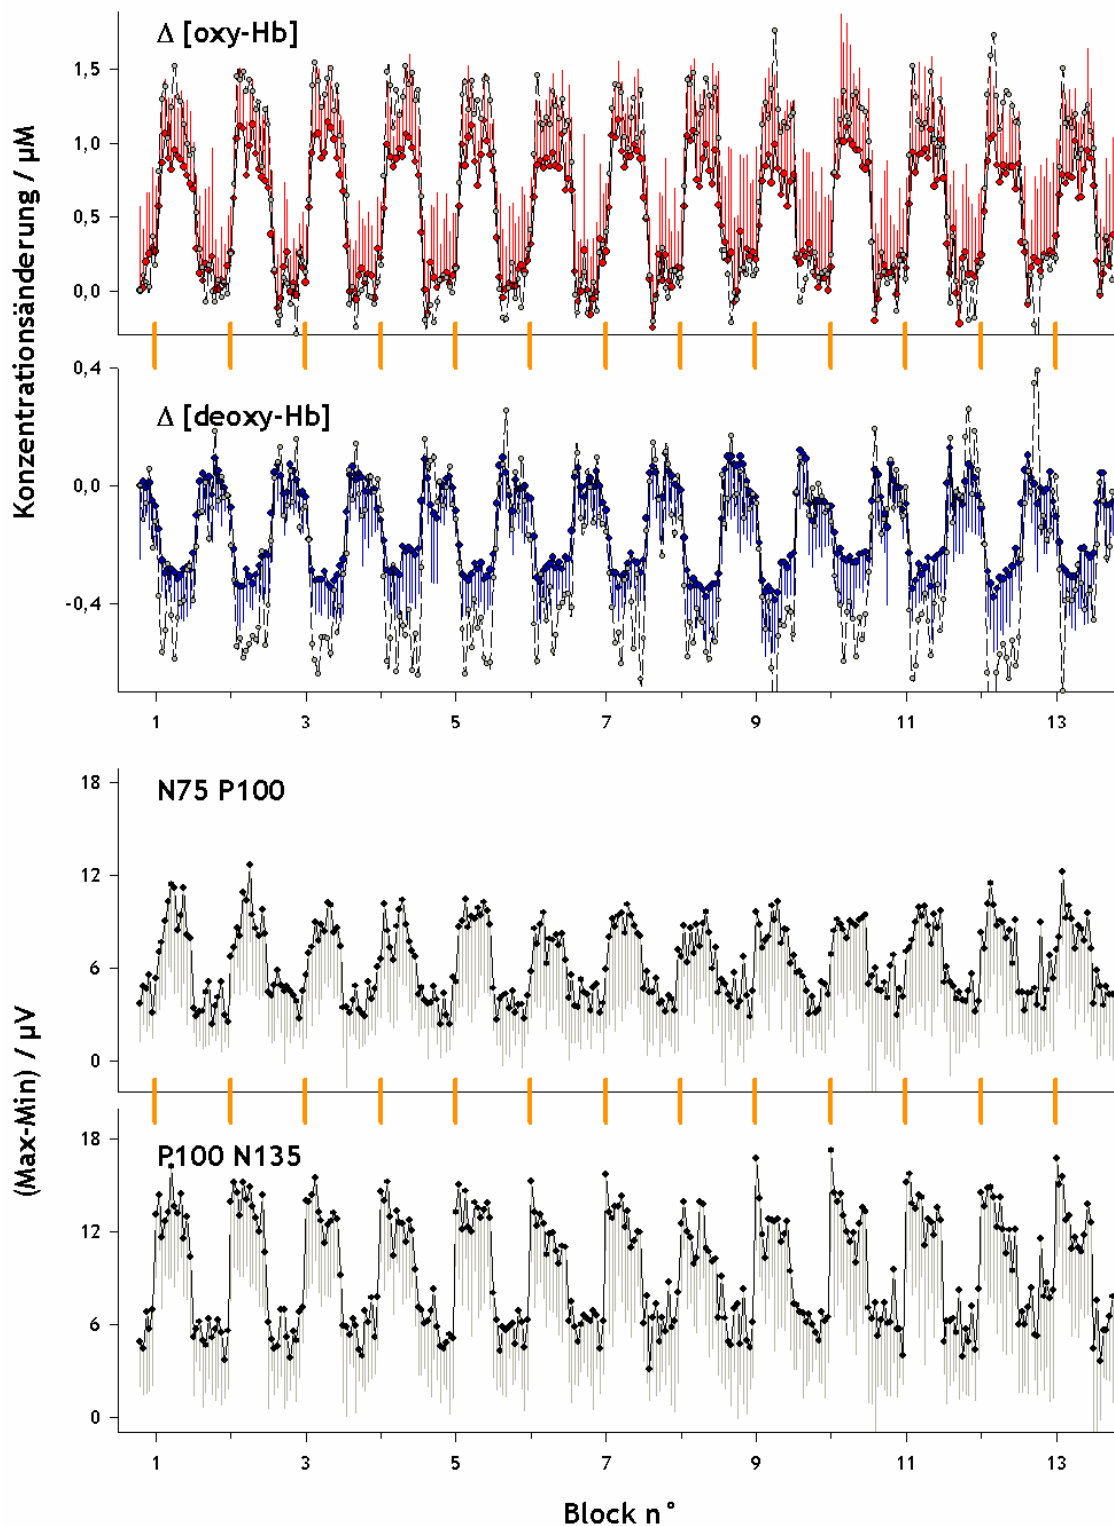 Δ [oxy-Hb]
1,5
1,0
0,5
0,0
Konzentrationsänderung / µM
0,4
Δ [deoxy-Hb]
0,0
-0,4
1 3 5 7 9 11 13
18
N75 P100
12
6
0
(Max-Min) / µV
18
P100 N135
12
6
0
1 3 5 7 9 11 13
Block n°